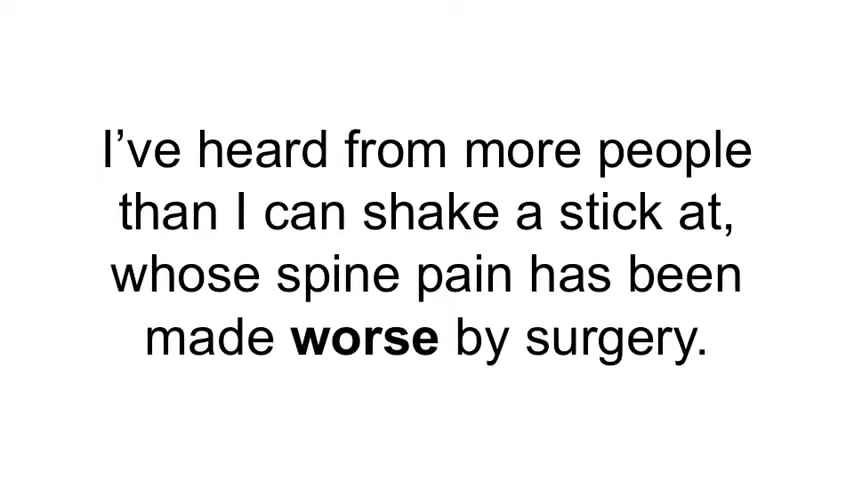 I’ve heard from more people
than I can shake a stick at,
whose spine pain has been
made worse by surgery.